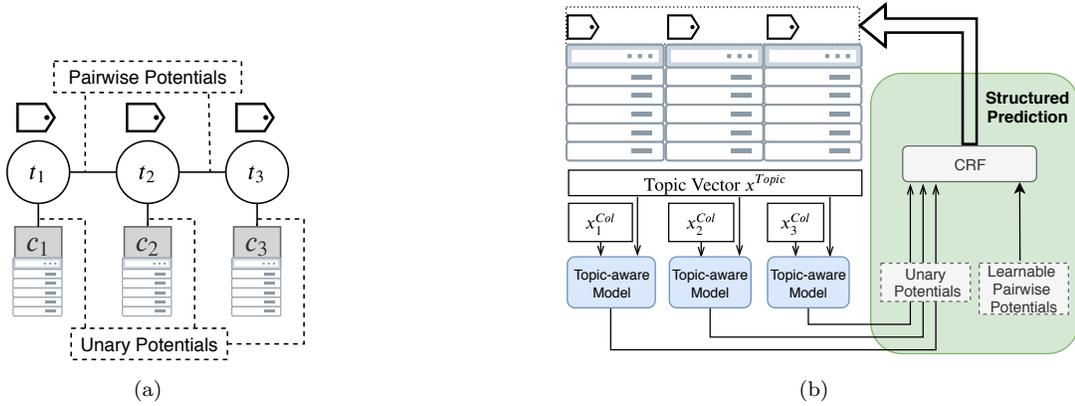 Pairwise Potentials
t1 t2 t3
c1 c2 c3
Unary Potentials
(a)
Structured
Prediction
CRF
Topic Vector x^Topic
x1^Col x2^Col x3^Col
Topic-aware
Model
Topic-aware
Model
Topic-aware
Model
Unary
Potentials
Learnable
Pairwise
Potentials
(b)